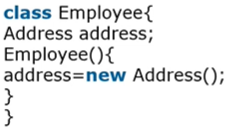 class Employee{
Address address;
Employee(){
address=new Address();
}
}